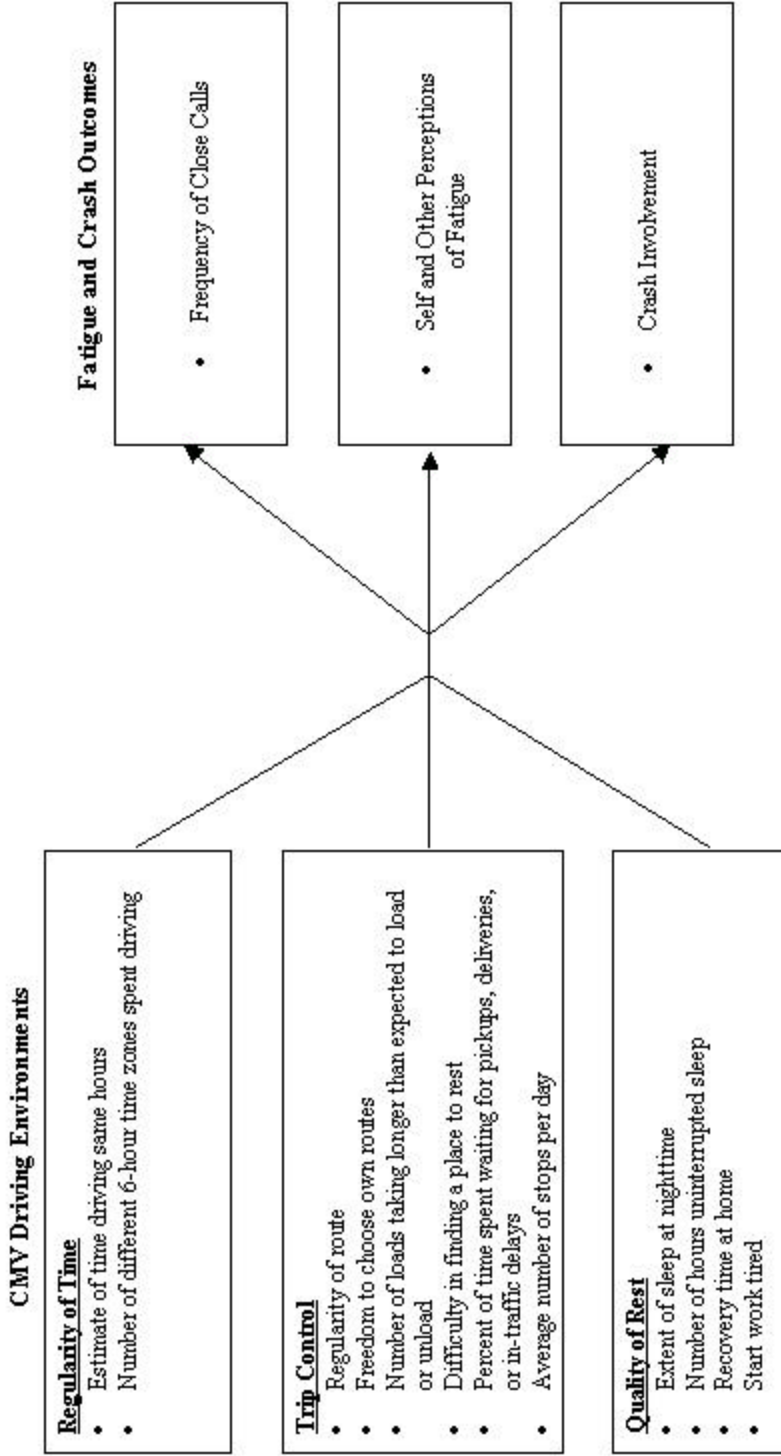 CMV Driving Environments
Regularity of Time
• Estimate of time driving same hours
• Number of different 6-hour time zones spent driving
Trip Control
• Regularity of route
• Freedom to choose own routes
• Number of loads taking longer than expected to load
or unload
• Difficulty in finding a place to rest
• Percent of time spent waiting for pickups, deliveries,
or in-traffic delays
• Average number of stops per day
Quality of Rest
• Extent of sleep at nighttime
• Number of hours uninterrupted sleep
• Recovery time at home
• Start work tired
Fatigue and Crash Outcomes
• Frequency of Close Calls
• Self and Other Perceptions
of Fatigue
• Crash Involvement